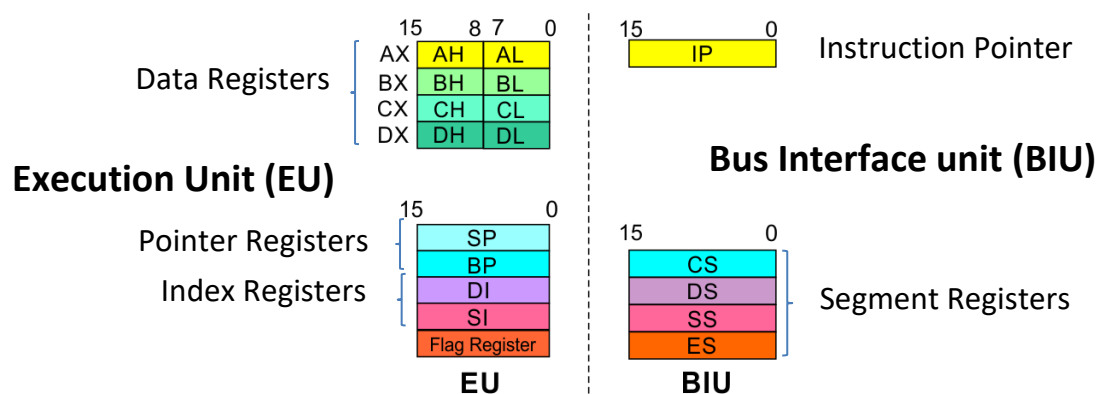 15 8 7 0
AX AH AL
Data Registers
BX BH BL
CX CH CL
DX DH DL
Execution Unit (EU)
15 0
Pointer Registers
SP
BP
Index Registers
DI
SI
Flag Register
EU
15 0
IP
Instruction Pointer
Bus Interface unit (BIU)
15 0
CS
DS
Segment Registers
SS
ES
BIU